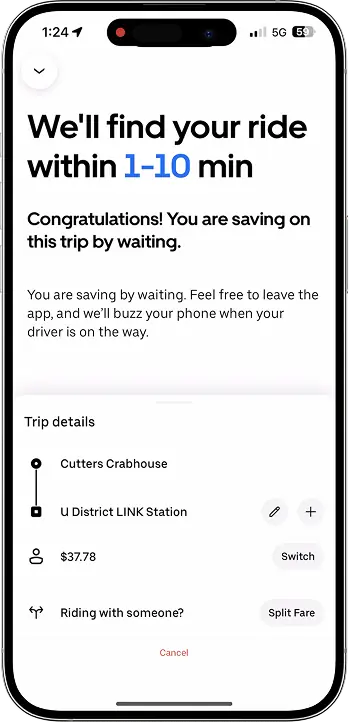 1:24
5G
59
We'll find your ride
within 1-10 min
Congratulations! You are saving on
this trip by waiting.
You are saving by waiting. Feel free to leave the
app, and we'll buzz your phone when your
driver is on the way.
Trip details
Cutters Crabhouse
U District LINK Station
$37.78
Switch
Riding with someone?
Split Fare
Cancel